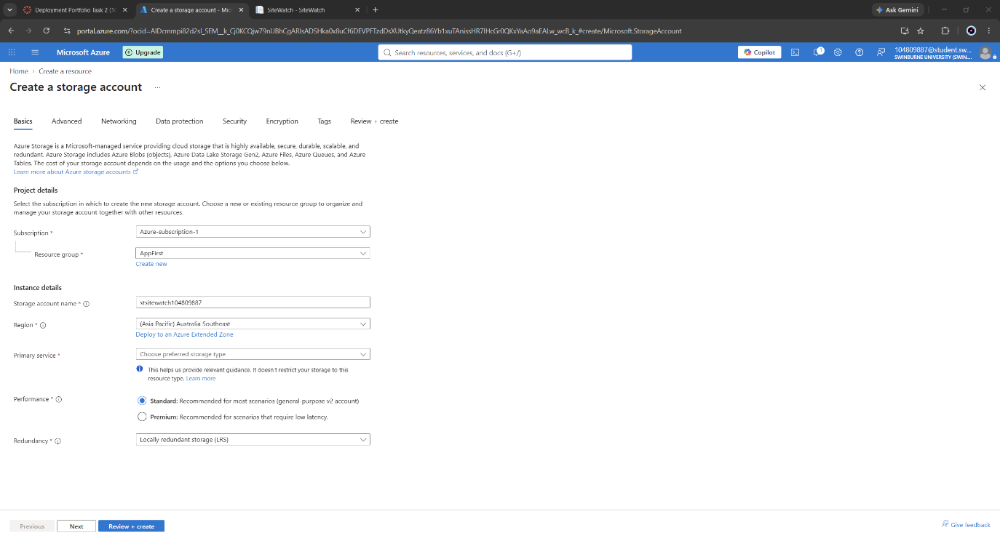 Deployment Portfolio Task 2 (10
Create a storage account - Micr
SiteWatch - SiteWatch
Ask Gemini
Microsoft Azure
Upgrade
Search resources, services, and docs (G+/)
Copilot
1
104809887@student.sw...
SWINBURNE UNIVERSITY (SWIN...
Home > Create a resource
Create a storage account ...
Basics Advanced Networking Data protection Security Encryption Tags Review + create
Azure Storage is a Microsoft-managed service providing cloud storage that is highly available, secure, durable, scalable, and
redundant. Azure Storage includes Azure Blobs (objects), Azure Data Lake Storage Gen2, Azure Files, Azure Queues, and Azure
Tables. The cost of your storage account depends on the usage and the options you choose below.
Learn more about Azure storage accounts
Project details
Select the subscription in which to create the new storage account. Choose a new or existing resource group to organize and
manage your storage account together with other resources.
Subscription * Azure-subscription-1
Resource group * AppFirst
Create new
Instance details
Storage account name * stsitewatch104809887
Region * (Asia Pacific) Australia Southeast
Deploy to an Azure Extended Zone
Primary service * Choose preferred storage type
This helps us provide relevant guidance. It doesn't restrict your storage to this
resource type. Learn more
Performance * Standard: Recommended for most scenarios (general-purpose v2 account)
Premium: Recommended for scenarios that require low latency.
Redundancy * Locally redundant storage (LRS)
Previous Next Review + create
Give feedback